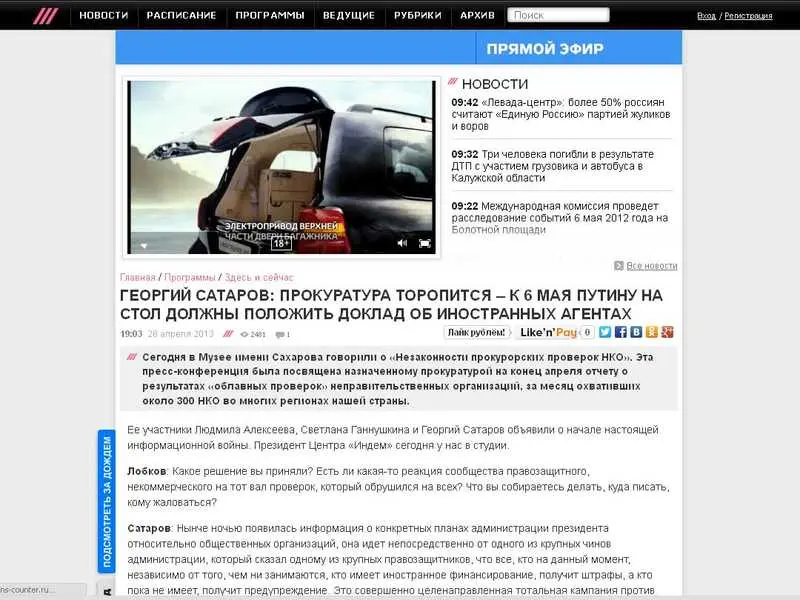 НОВОСТИ РАСПИСАНИЕ ПРОГРАММЫ ВЕДУЩИЕ РУБРИКИ АРХИВ Поиск Вход / Регистрация
ПРЯМОЙ ЭФИР
ЭЛЕКТРОПРИВОД ВЕРХНЕЙ
ЧАСТИ ДВЕРИ БАГАЖНИКА
18+
НОВОСТИ
09:42 «Левада-центр»: более 50% россиян
считают «Единую Россию» партией жуликов
и воров
09:32 Три человека погибли в результате
ДТП с участием грузовика и автобуса в
Калужской области
09:22 Международная комиссия проведет
расследование событий 6 мая 2012 года на
Болотной площади
Все новости
Главная / Программы / Здесь и сейчас
ГЕОРГИЙ САТАРОВ: ПРОКУРАТУРА ТОРОПИТСЯ – К 6 МАЯ ПУТИНУ НА
СТОЛ ДОЛЖНЫ ПОЛОЖИТЬ ДОКЛАД ОБ ИНОСТРАННЫХ АГЕНТАХ
19:03 26 апреля 2013 2481 1 Лайк рублём! Like'n'Pay 0
Сегодня в Музее имени Сахарова говорили о «Незаконности прокурорских проверок НКО». Эта
пресс-конференция была посвящена назначенному прокуратурой на конец апреля отчету о
результатах «облавных проверок» неправительственных организаций, за месяц охвативших
около 300 НКО во многих регионах нашей страны.
Ее участники Людмила Алексеева, Светлана Ганнушкина и Георгий Сатаров объявили о начале настоящей
информационной войны. Президент Центра «Индем» сегодня у нас в студии.
Лобков: Какое решение вы приняли? Есть ли какая-то реакция сообщества правозащитного,
некоммерческого на тот вал проверок, который обрушился на всех? Что вы собираетесь делать, куда писать,
кому жаловаться?
Сатаров: Нынче ночью появилась информация о конкретных планах администрации президента
относительно общественных организаций, она идет непосредственно от одного из крупных чинов
администрации, который сказал одному из крупных правозащитников, что все, кто на данный момент,
независимо от того, чем ни занимаются, кто имеет иностранное финансирование, получит штрафы, а кто
пока не имеет, получит предупреждение. Это совершенно целенаправленная тотальная кампания против
ПОДСМОТРЕТЬ ЗА ДОЖДЕМ
ns-counter.ru...